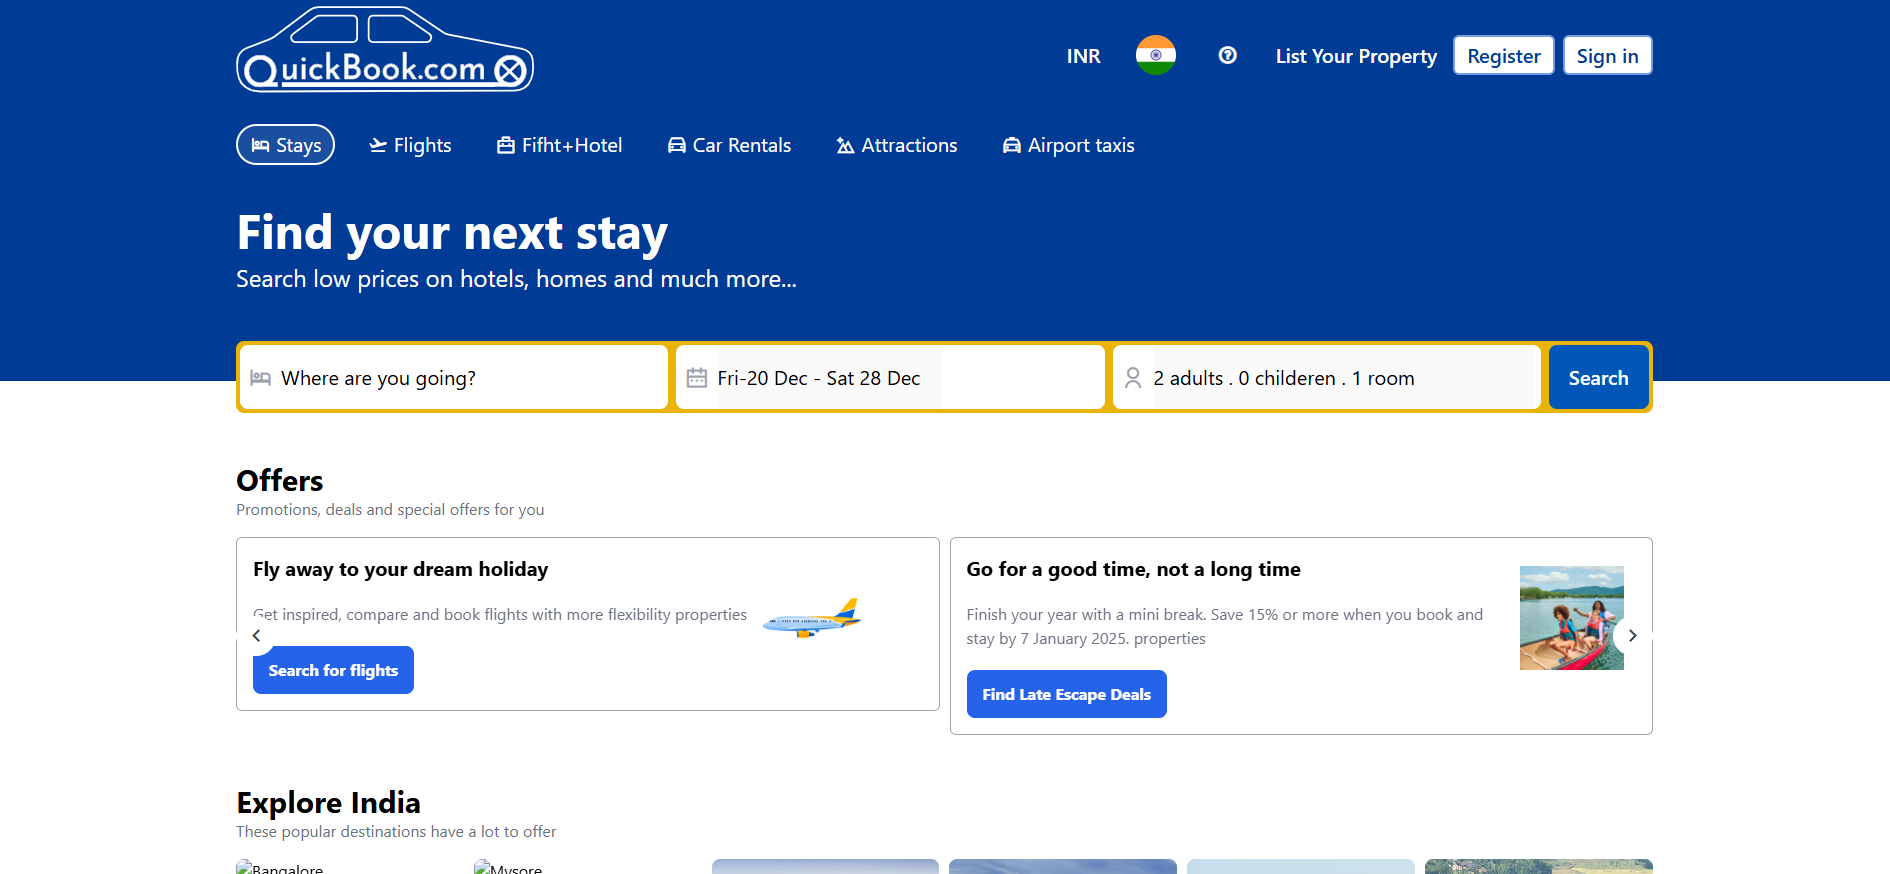 QuickBook.com
INR
List Your Property
Register
Sign in
Stays
Flights
Fifht+Hotel
Car Rentals
Attractions
Airport taxis
Find your next stay
Search low prices on hotels, homes and much more...
Where are you going?
Fri-20 Dec - Sat 28 Dec
2 adults . 0 childeren . 1 room
Search
Offers
Promotions, deals and special offers for you
Fly away to your dream holiday
Get inspired, compare and book flights with more flexibility properties
Search for flights
Go for a good time, not a long time
Finish your year with a mini break. Save 15% or more when you book and
stay by 7 January 2025. properties
Find Late Escape Deals
Explore India
These popular destinations have a lot to offer
Bangalore
Mysore